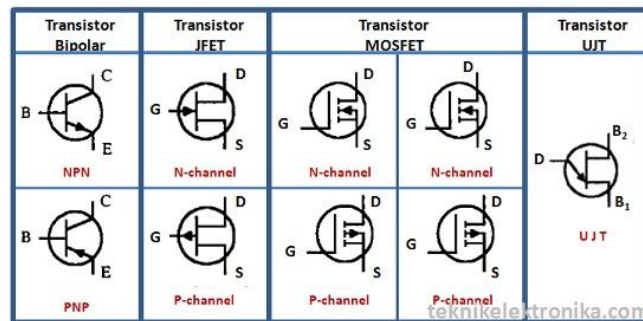 Transistor
Bipolar
Transistor
JFET
Transistor
MOSFET
Transistor
UJT
C
B
E
NPN
D
G
S
N-channel
D
G
S
N-channel
D
G
S
N-channel
B2
D
B1
UJT
C
B
E
PNP
D
G
S
P-channel
D
G
S
P-channel
D
G
S
P-channel
teknikelektronika.com